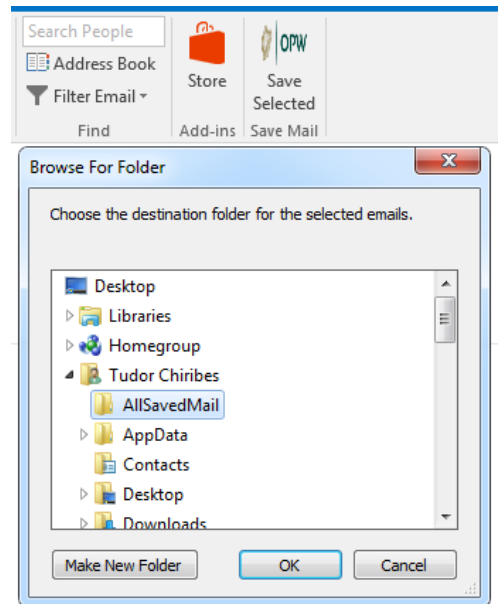 Search People
Address Book
Filter Email
Find
Store
Add-ins
OPW
Save
Selected
Save Mail
Browse For Folder
Choose the destination folder for the selected emails.
Desktop
Libraries
Homegroup
Tudor Chiribes
AllSavedMail
AppData
Contacts
Desktop
Downloads
Make New Folder
OK
Cancel